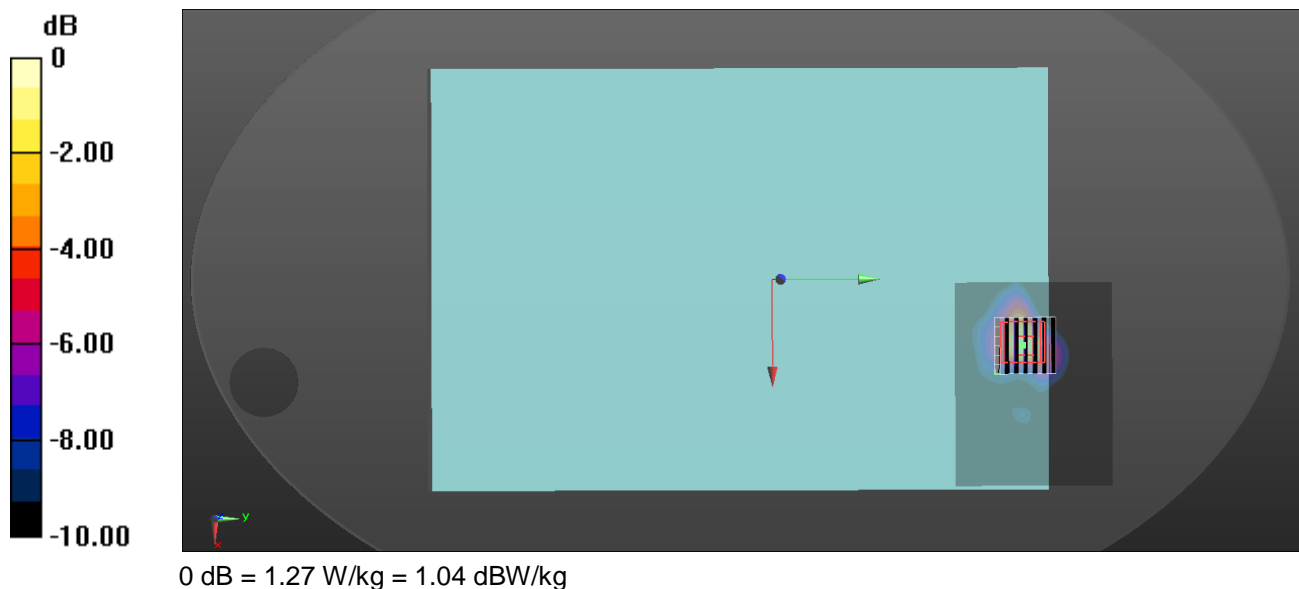 dB
0
-2.00
-4.00
-6.00
-8.00
-10.00
y
x
0 dB = 1.27 W/kg = 1.04 dBW/kg